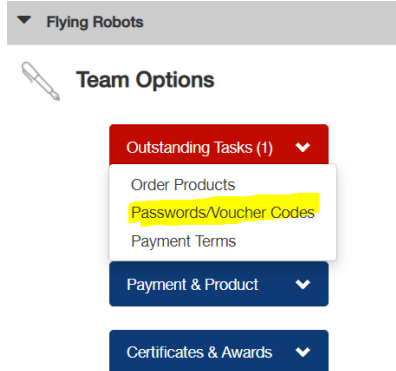 Flying Robots
Team Options
Outstanding Tasks (1)
Order Products
Passwords/Voucher Codes
Payment Terms
Payment & Product
Certificates & Awards